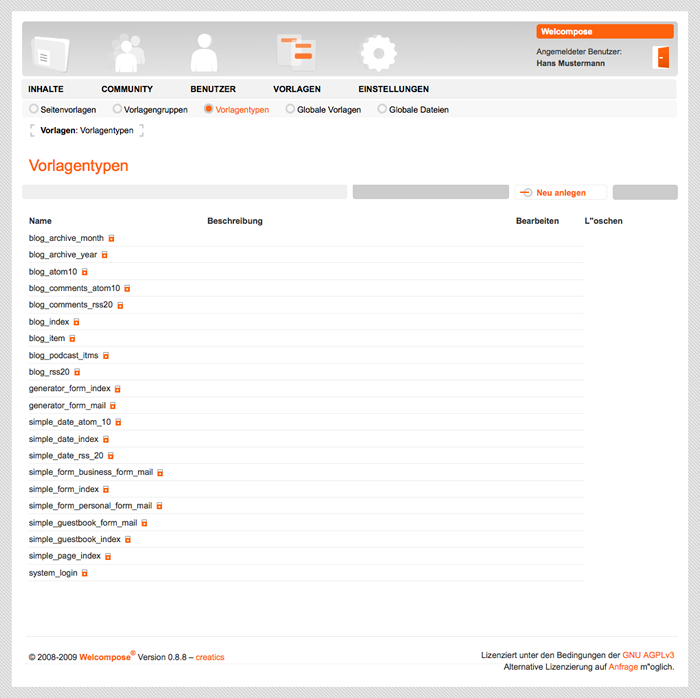 Welcompose
Angemeldeter Benutzer:
Hans Mustermann
INHALTE COMMUNITY BENUTZER VORLAGEN EINSTELLUNGEN
Seitenvorlagen Vorlagengruppen Vorlagentypen Globale Vorlagen Globale Dateien
Vorlagen: Vorlagentypen
Vorlagentypen
Neu anlegen
Name Beschreibung Bearbeiten L"oschen
blog_archive_month
blog_archive_year
blog_atom10
blog_comments_atom10
blog_comments_rss20
blog_index
blog_item
blog_podcast_itms
blog_rss20
generator_form_index
generator_form_mail
simple_date_atom_10
simple_date_index
simple_date_rss_20
simple_form_business_form_mail
simple_form_index
simple_form_personal_form_mail
simple_guestbook_form_mail
simple_guestbook_index
simple_page_index
system_login
© 2008-2009 Welcompose® Version 0.8.8 – creatics
Lizenziert unter den Bedingungen der GNU AGPLv3
Alternative Lizenzierung auf Anfrage m"oglich.